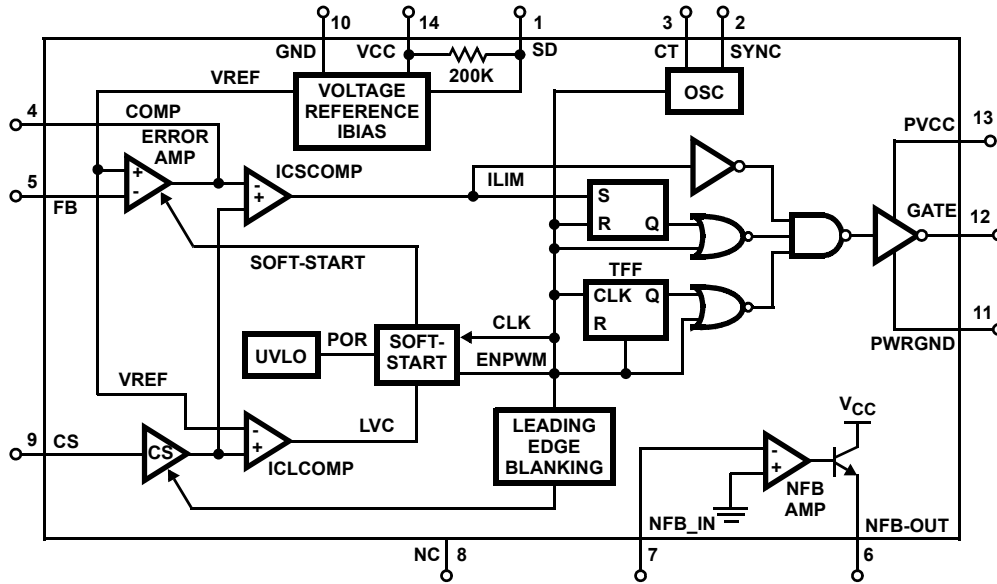 10
14
1
3
2
GND
VCC
SD
CT
SYNC
200K
VREF
VOLTAGE
REFERENCE
IBIAS
OSC
4
COMP
ERROR
AMP
+
-
5
FB
ICSCOMP
-
+
ILIM
S
R
Q
PVCC
13
GATE
12
11
PWRGND
SOFT-START
TFF
CLK
Q
R
CLK
UVLO
POR
SOFT-
START
ENPWM
VREF
9
CS
CS
-
+
ICLCOMP
LVC
LEADING
EDGE
BLANKING
VCC
-
+
NFB
AMP
NFB_IN
NFB-OUT
NC
8
7
6